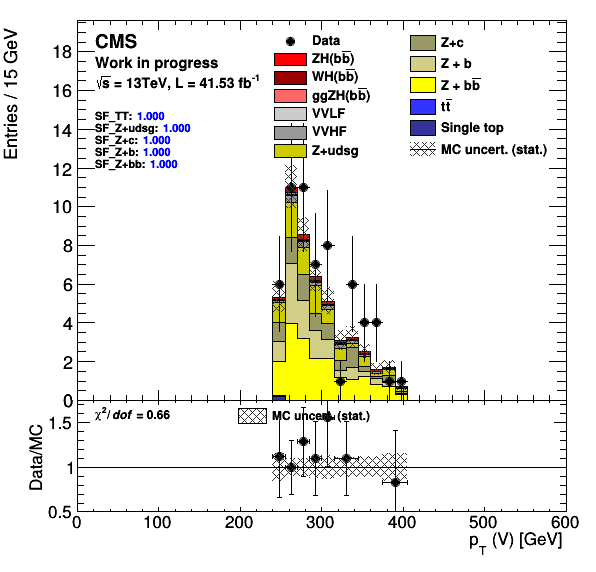 Entries / 15 GeV
CMS
Work in progress
√s = 13TeV, L = 41.53 fb⁻¹
SF_TT: 1.000
SF_Z+udsg: 1.000
SF_Z+c: 1.000
SF_Z+b: 1.000
SF_Z+bb: 1.000
Data
ZH(bb̅)
WH(bb̅)
ggZH(bb̅)
VVLF
VVHF
Z+udsg
Z+c
Z + b
Z + bb̅
tt̅
Single top
MC uncert. (stat.)
18
16
14
12
10
8
6
4
2
0
χ²/dof = 0.66
MC uncert.(stat.)
Data/MC
1.5
1
0.5
0 100 200 300 400 500 600
p_T (V) [GeV]